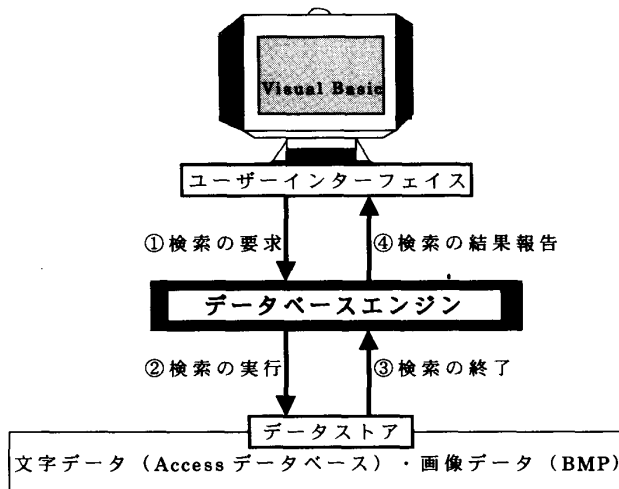 Visual Basic
ユーザーインターフェイス
①検索の要求
④検索の結果報告
データベースエンジン
②検索の実行
③検索の終了
データストア
文字データ（Accessデータベース）・画像データ（BMP）